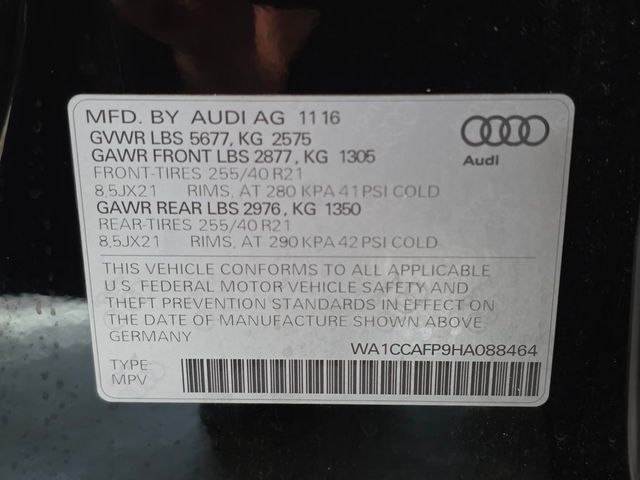 MFD. BY AUDI AG 11 16
GVWR LBS 5677, KG 2575
GAWR FRONT LBS 2877, KG 1305
FRONT-TIRES 255/40 R21
8,5JX21 RIMS, AT 280 KPA 41 PSI COLD
GAWR REAR LBS 2976, KG 1350
REAR-TIRES 255/40 R21
8,5JX21 RIMS, AT 290 KPA 42 PSI COLD
Audi
THIS VEHICLE CONFORMS TO ALL APPLICABLE
U.S. FEDERAL MOTOR VEHICLE SAFETY AND
THEFT PREVENTION STANDARDS IN EFFECT ON
THE DATE OF MANUFACTURE SHOWN ABOVE
GERMANY
WA1CCAFP9HA088464
TYPE:
MPV